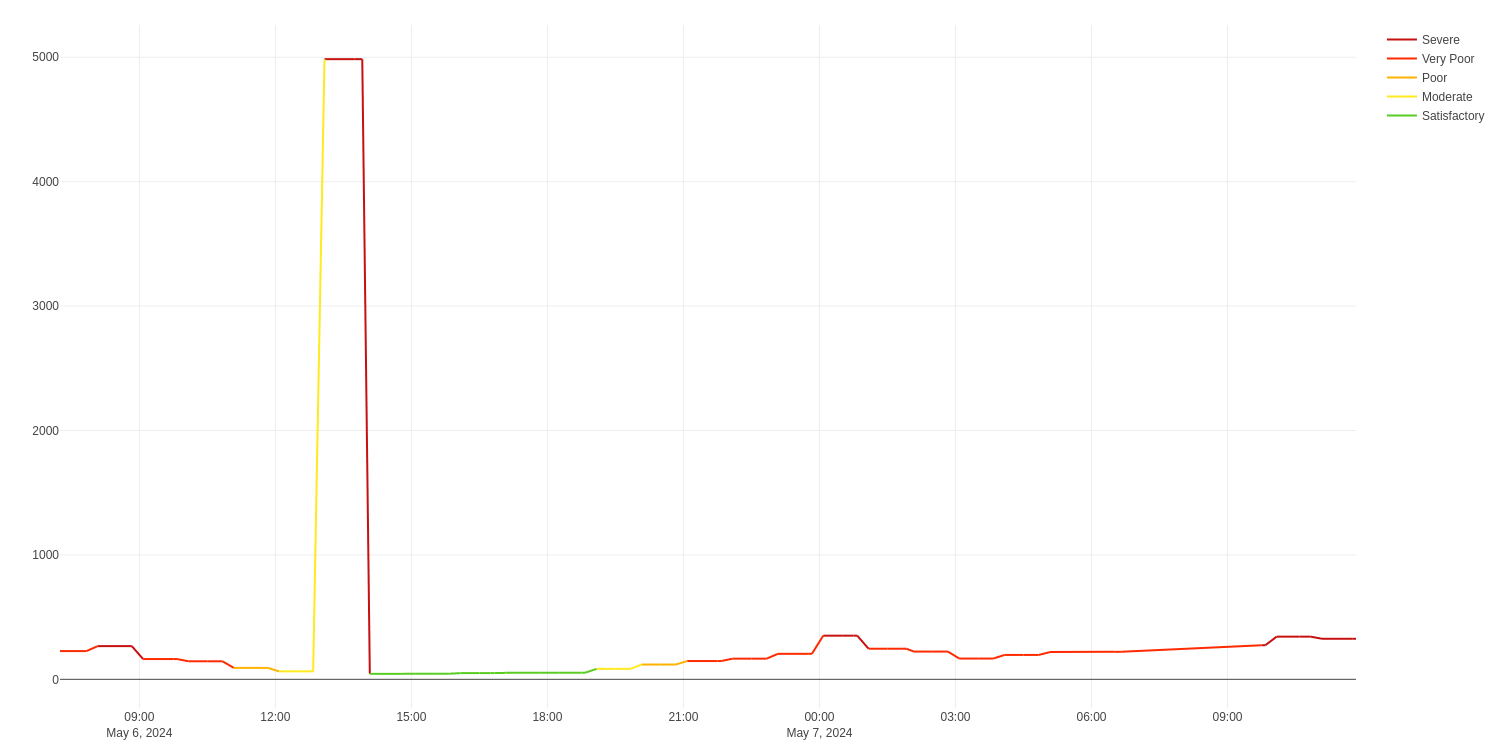 5000
4000
3000
2000
1000
0
09:00
May 6, 2024
12:00
15:00
18:00
21:00
00:00
May 7, 2024
03:00
06:00
09:00
Severe
Very Poor
Poor
Moderate
Satisfactory